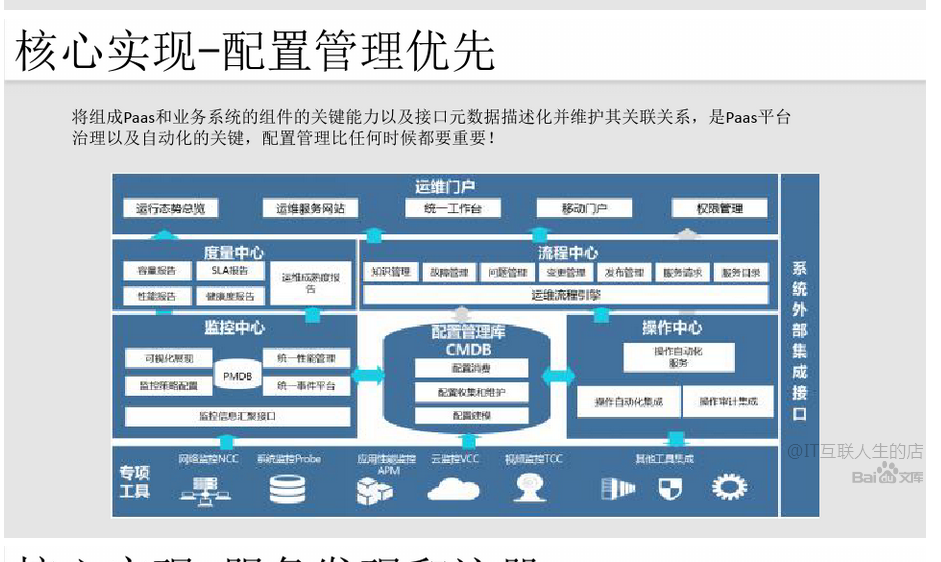 核心实现–配置管理优先
将组成Paas和业务系统的组件的关键能力以及接口元数据描述化并维护其关联关系，是Paas平台
治理以及自动化的关键，配置管理比任何时候都要重要！
运维门户
运行态势总览
运维服务网站
统一工作台
移动门户
权限管理
度量中心
容量报告
SLA报告
性能报告
健康度报告
运维成熟度报
告
流程中心
知识管理
故障管理
问题管理
变更管理
发布管理
服务请求
服务目录
运维流程引擎
监控中心
可视化展现
统一性能管理
PMDB
监控策略配置
统一事件平台
监控信息汇聚接口
配置管理库
CMDB
配置消费
配置收集和维护
配置建模
操作中心
操作自动化
服务
操作自动化集成
操作审计集成
专项
工具
网络监控NCC
系统监控Probe
应用性能监控
APM
云监控VCC
视频监控TCC
其他工具集成
系统外部集成接口
@IT互联人生的店
Baidu文库